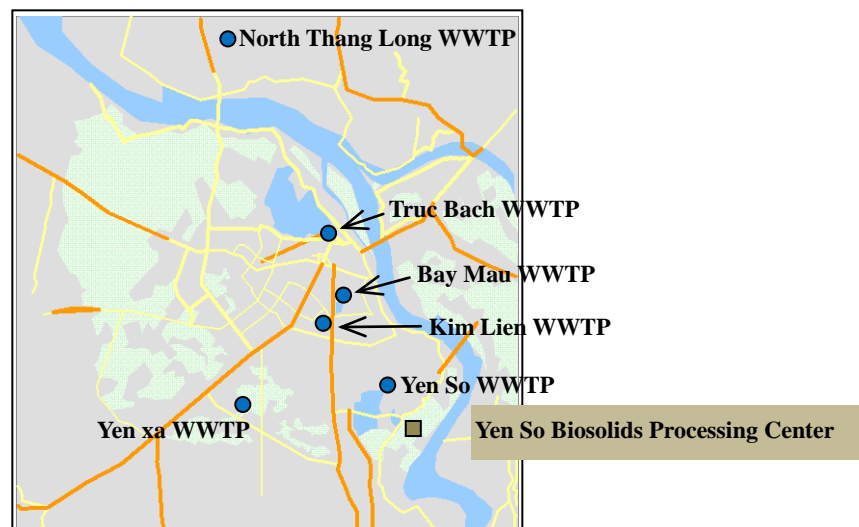 North Thang Long WWTP
Truc Bach WWTP
Bay Mau WWTP
Kim Lien WWTP
Yen So WWTP
Yen xa WWTP
Yen So Biosolids Processing Center